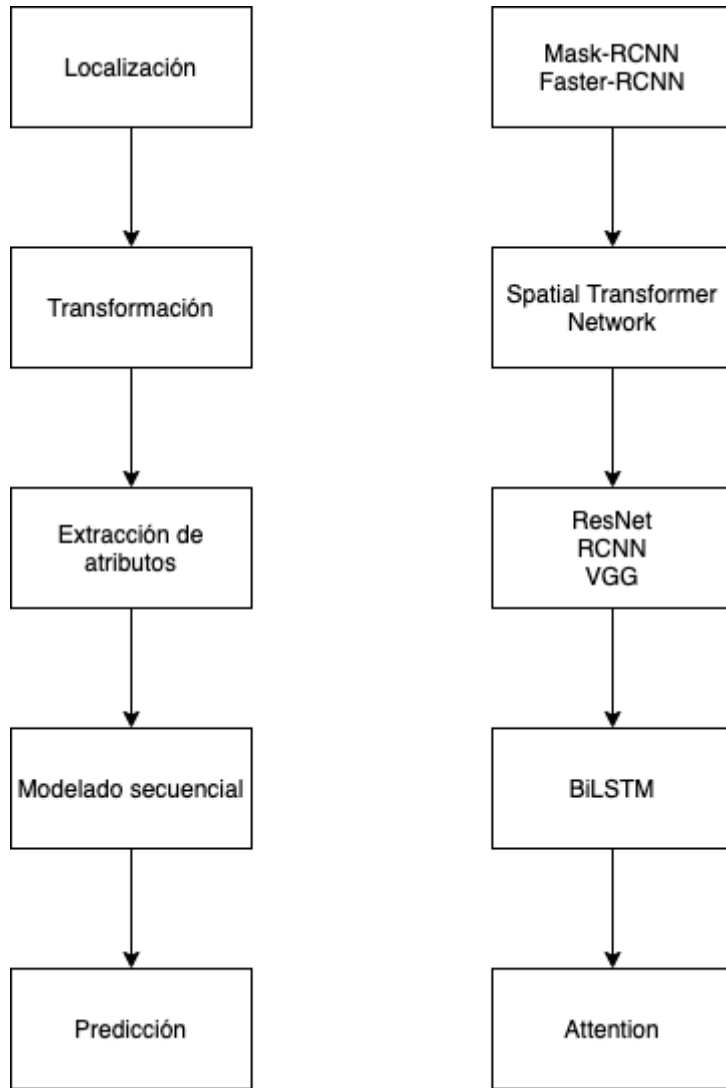 Localización
Mask-RCNN
Faster-RCNN
Transformación
Spatial Transformer
Network
Extracción de
atributos
ResNet
RCNN
VGG
Modelado secuencial
BiLSTM
Predicción
Attention